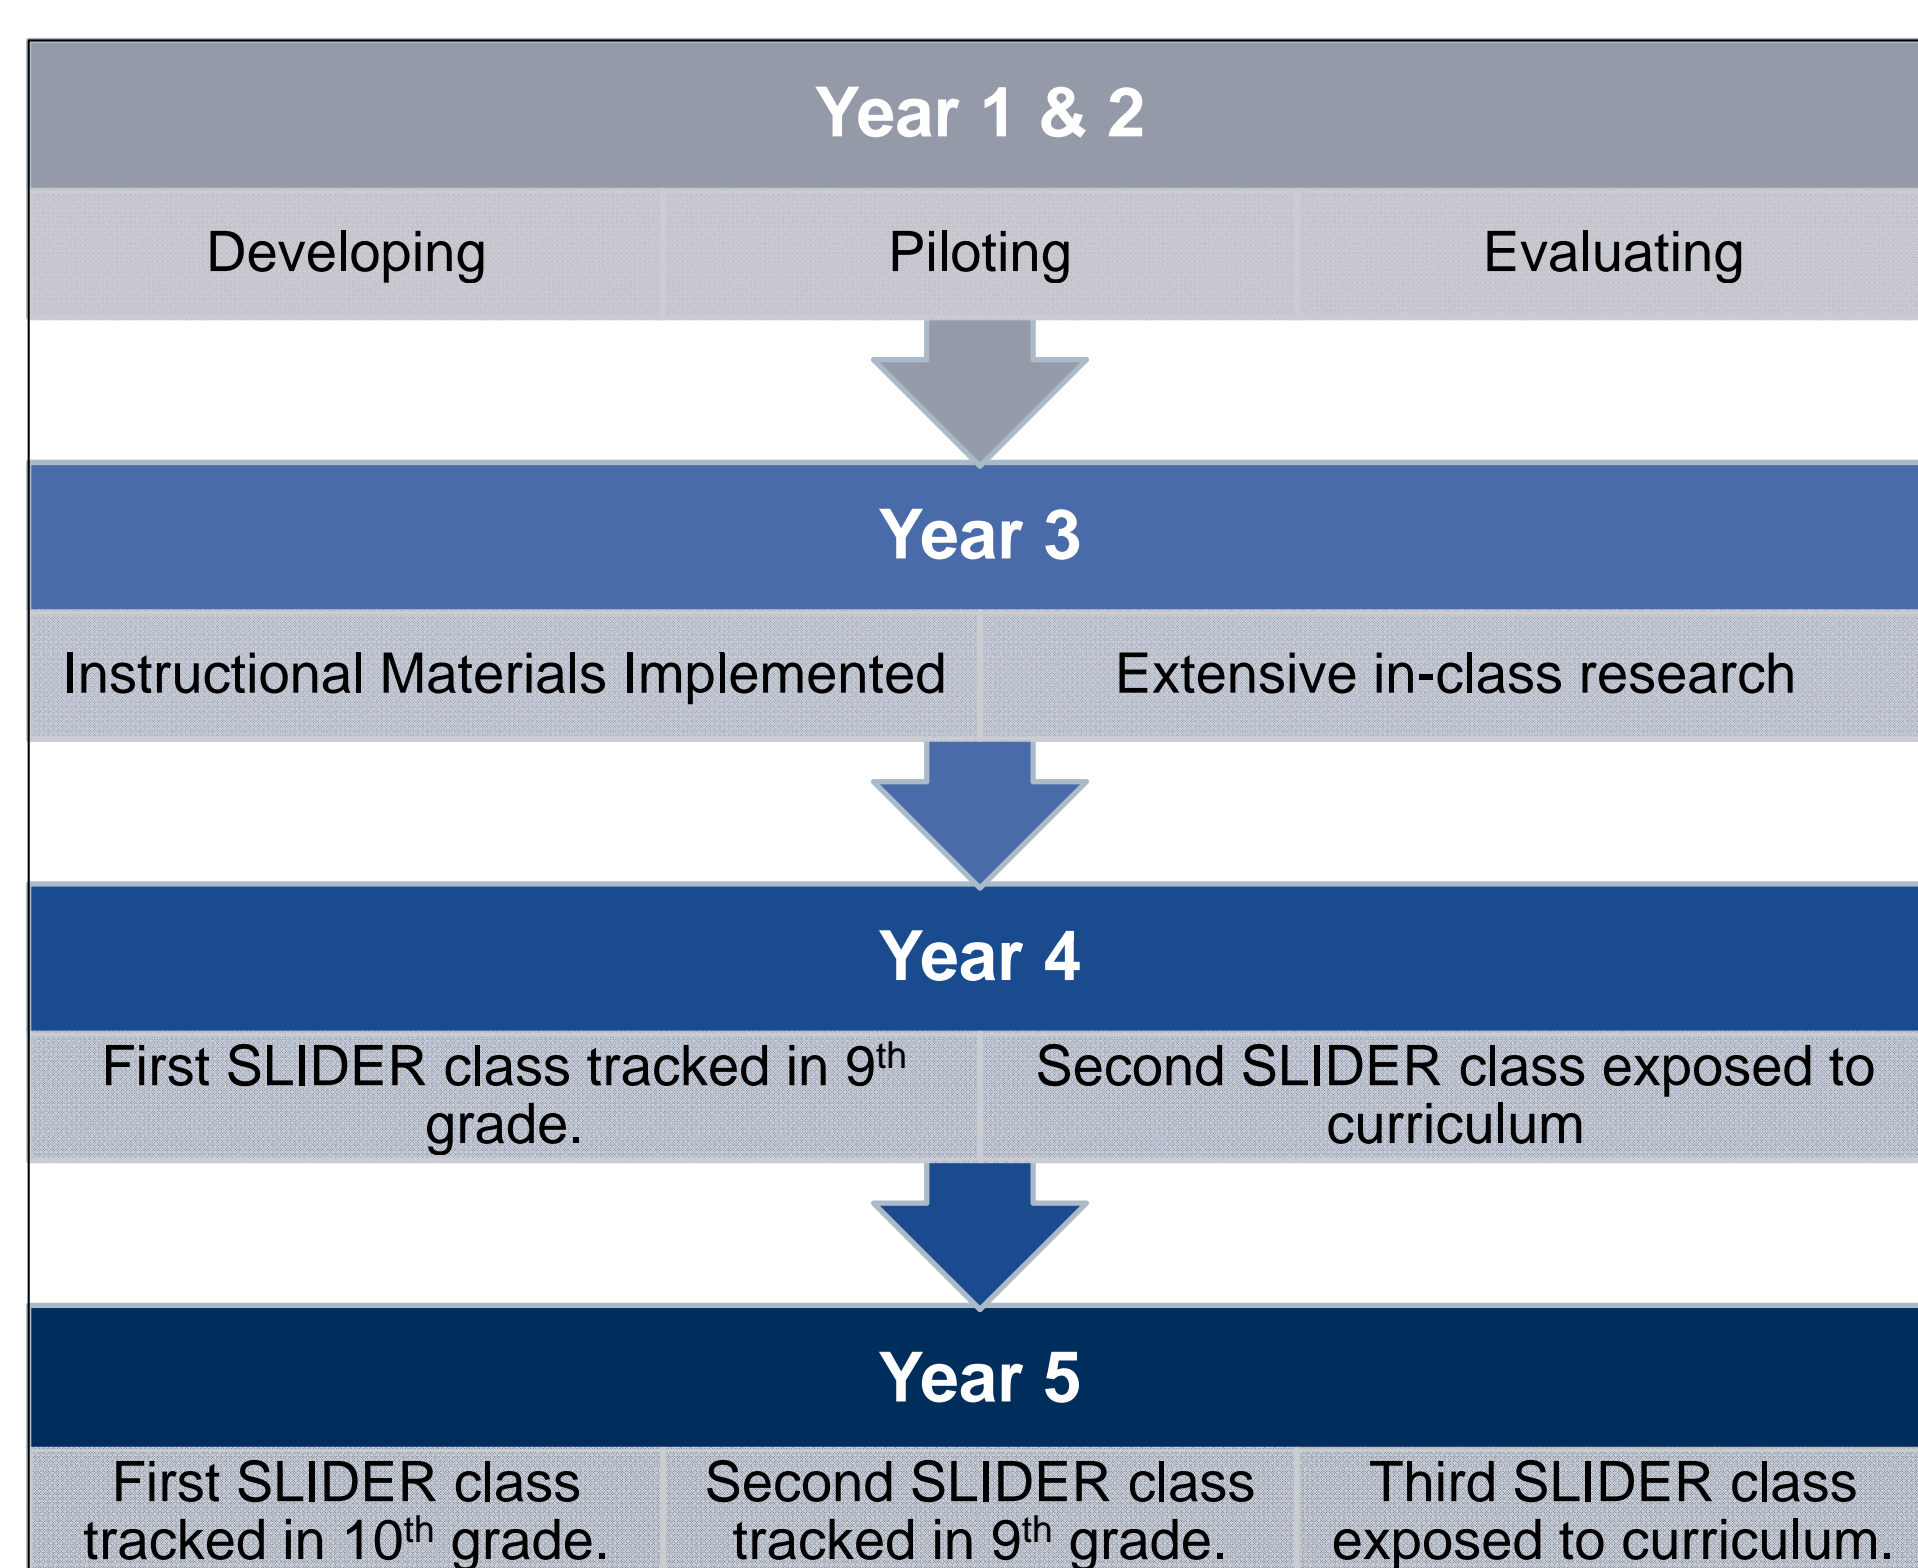 Year 1 & 2
Developing
Piloting
Evaluating
Year 3
Instructional Materials Implemented
Extensive in-class research
Year 4
First SLIDER class tracked in 9th
grade.
Second SLIDER class exposed to
curriculum
Year 5
First SLIDER class
tracked in 10th grade.
Second SLIDER class
tracked in 9th grade.
Third SLIDER class
exposed to curriculum.